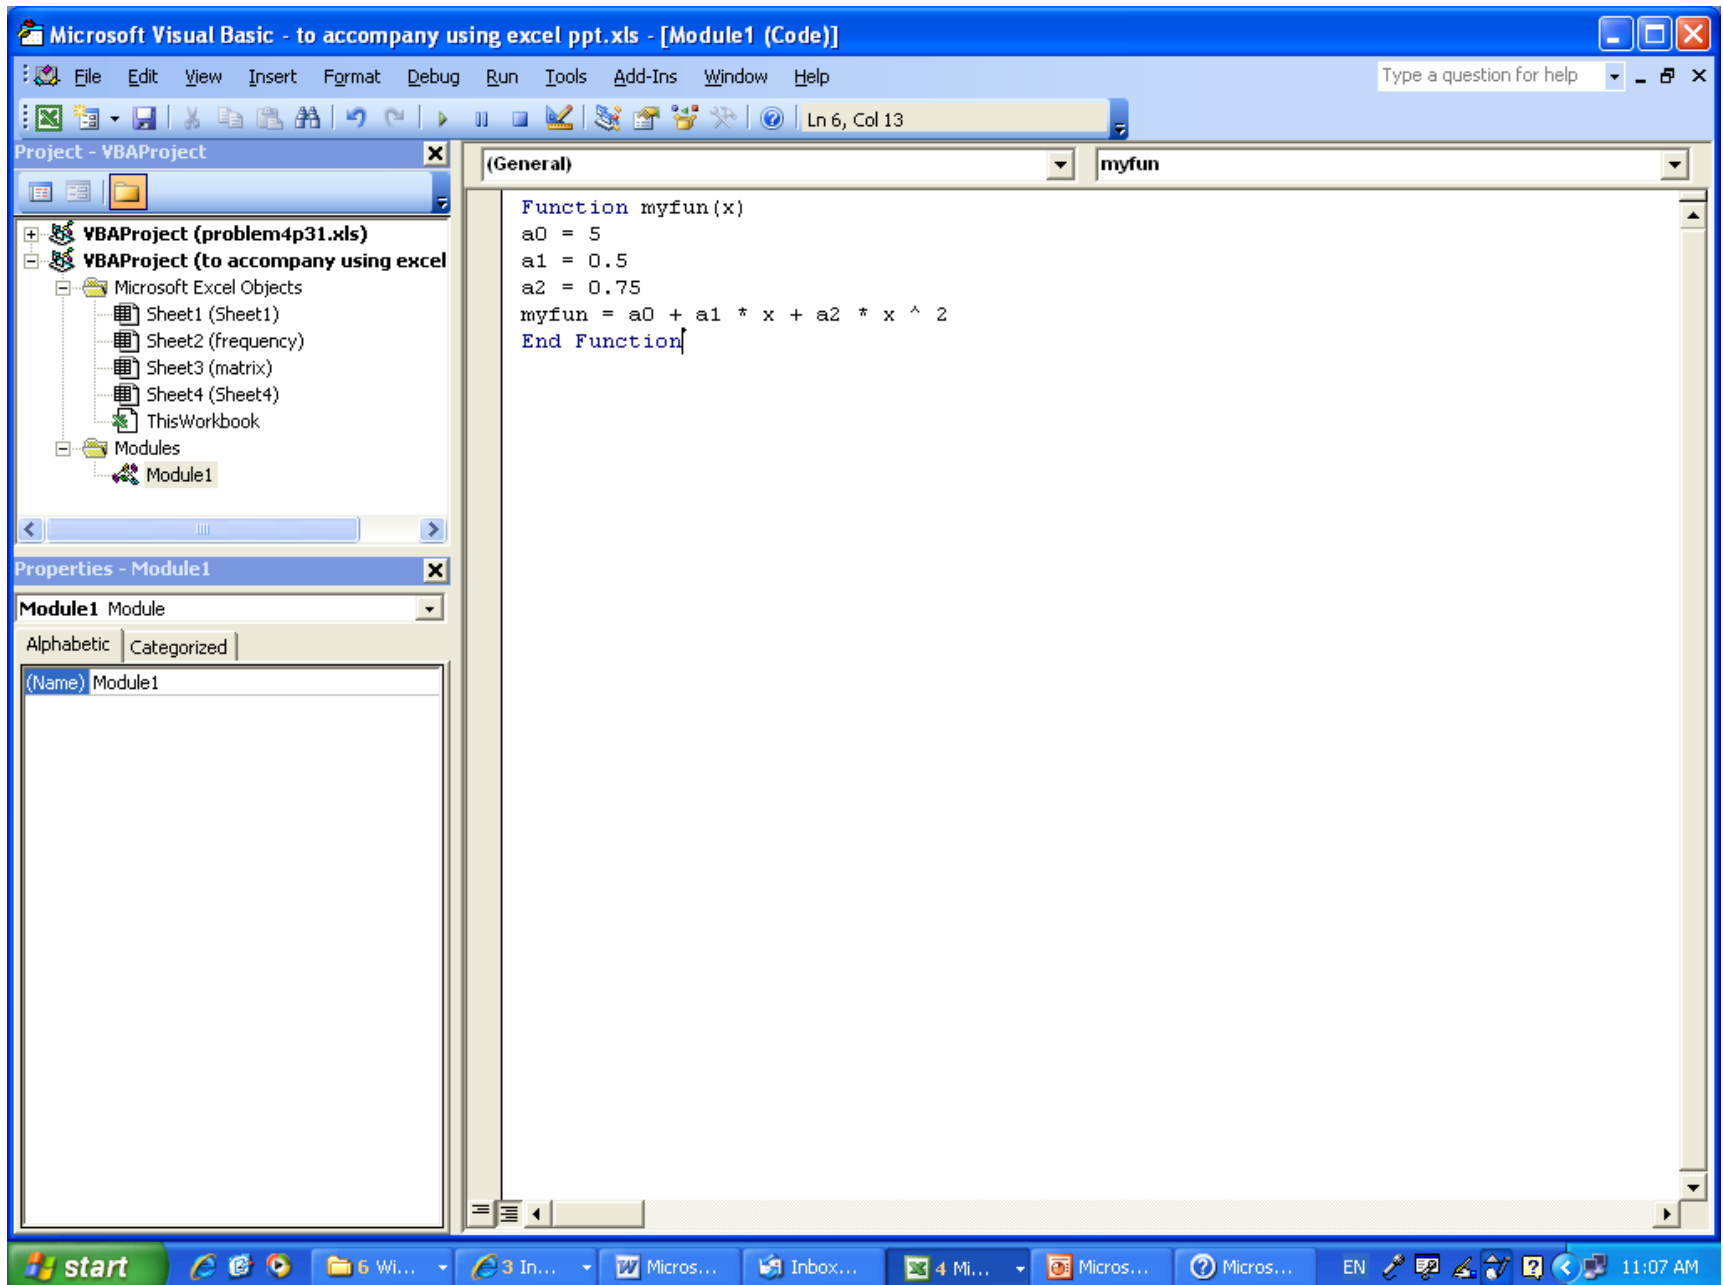 Microsoft Visual Basic - to accompany using excel ppt.xls - [Module1 (Code)]
File Edit View Insert Format Debug Run Tools Add-Ins Window Help Type a question for help
Ln 6, Col 13
Project - VBAProject
(General) myfun
VBAProject (problem4p31.xls)
VBAProject (to accompany using excel
Microsoft Excel Objects
Sheet1 (Sheet1)
Sheet2 (frequency)
Sheet3 (matrix)
Sheet4 (Sheet4)
ThisWorkbook
Modules
Module1
Properties - Module1
Module1 Module
Alphabetic Categorized
(Name) Module1
Function myfun(x)
a0 = 5
a1 = 0.5
a2 = 0.75
myfun = a0 + a1 * x + a2 * x ^ 2
End Function
start 6 Wi... 3 In... Micros... Inbox... 4 Mi... Micros... Micros... EN 11:07 AM